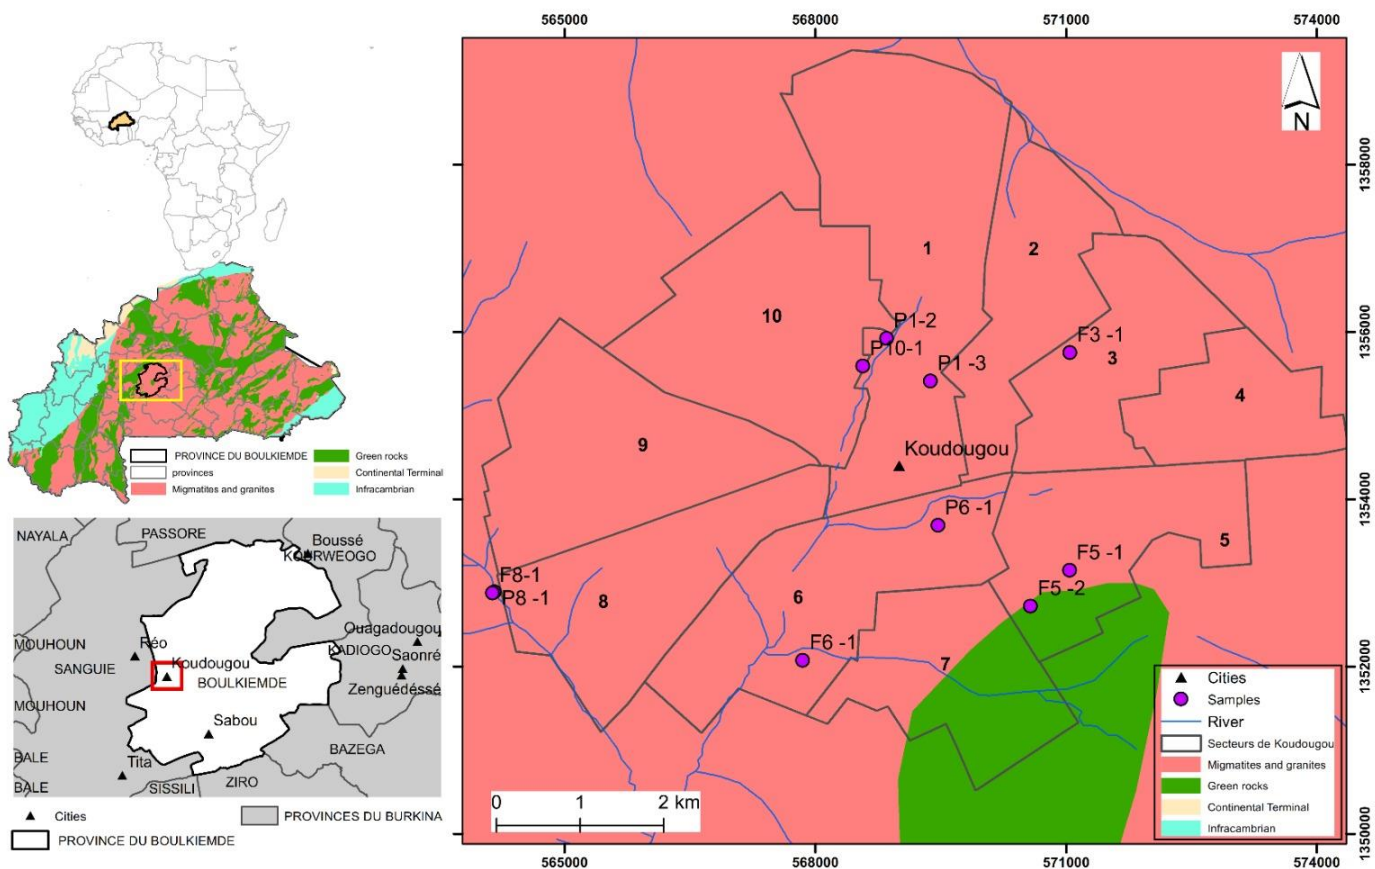 PROVINCE DU BOULKIEMDE
provinces
Migmatites and granites
Green rocks
Continental Terminal
Infracambrian
NAYALA
PASSORE
Boussé
KOURWEOGO
MOUHOUN
Réo
SANGUIE
Koudougou
BOULKIEMDE
Ouagadougou
KADIOGO
Saonré
Zenguédéssé
MOUHOUN
Sabou
BALE
Tita
BAZEGA
BALE
SISSILI
ZIRO
Cities
PROVINCES DU BURKINA
PROVINCE DU BOULKIEMDE
565000
568000
571000
574000
N
1358000
1
2
10
P1-2
1356000
F3 -1
P10-1
3
P1 -3
4
9
Koudougou
1354000
P6 -1
5
F5 -1
F8-1
P8 -1
8
6
F5 -2
F6 -1
7
1352000
Cities
Samples
River
Secteurs de Koudougou
Migmatites and granites
Green rocks
Continental Terminal
Infracambrian
0
1
2 km
1350000
565000
568000
571000
574000